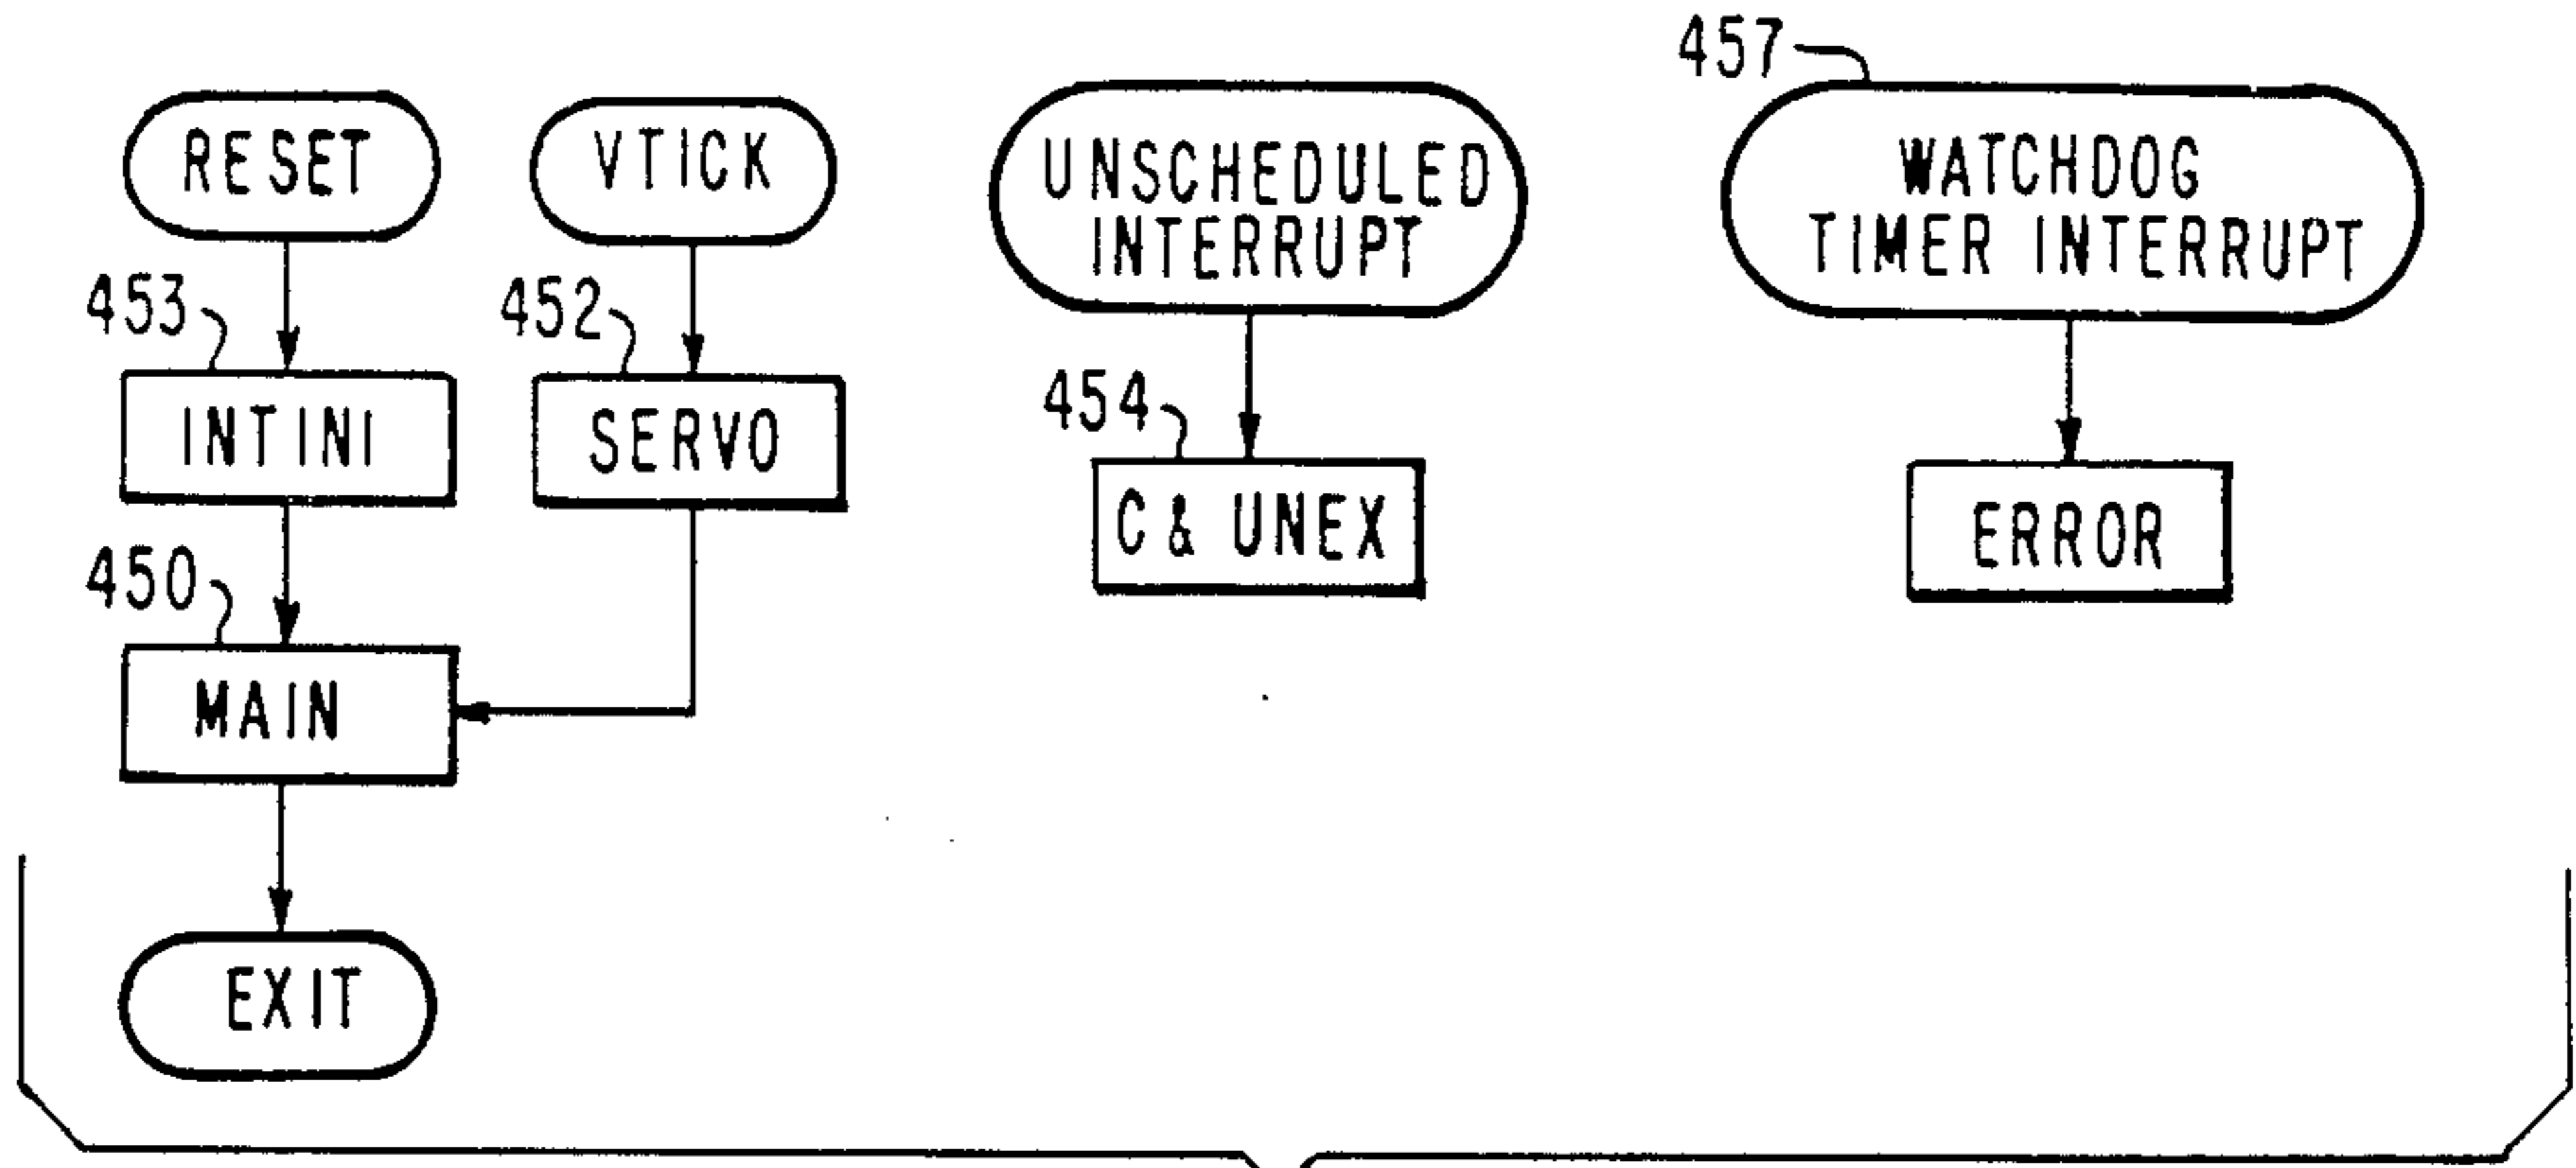 457
RESET
VTICK
UNSCHEDULED
INTERRUPT
WATCHDOG
TIMER INTERRUPT
453
452
454
INTINI
SERVO
C & UNEX
ERROR
450
MAIN
EXIT